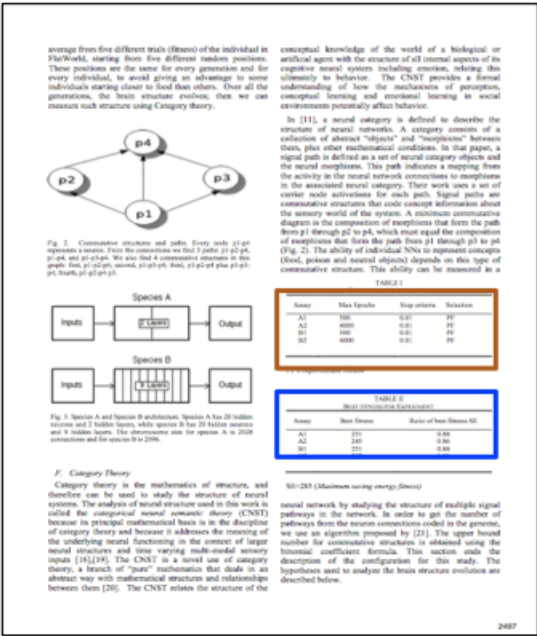 average from five different trials (fitness) of the individual in
FlatWorld, starting from five different random positions.
These positions are the same for every generation and for
every individual, to avoid giving an advantage to some
individuals starting closer to food than others. Over all the
generations, the brain structure evolves; then we can
measure such structure using Category theory.
p4
p2
p3
p1
Fig. 2. Commutative structures and paths. Every node p1-p4
represents a neuron. From the connections we find 3 paths: p1-p2-p4,
p1-p4, and p1-p3-p4. We also find 4 commutative structures in this
graph: first, p1-p2-p4, second, p1-p3-p4, third, p1-p2-p4 plus p1-p3-
p4, fourth, p1-p2-p4-p3.
Species A
Inputs
2 Layers
Output
Species B
Inputs
9 Layers
Output
Fig. 3. Species A and Species B architecture. Species A has 20 hidden
neurons and 2 hidden layers, while species B has 20 hidden neurons
and 9 hidden layers. The chromosome size for species A is 2028
connections and for species B is 2096.
F. Category Theory
Category theory is the mathematics of structure, and
therefore can be used to study the structure of neural
systems. The analysis of neural structure used in this work is
called the categorical neural semantic theory (CNST)
because its principal mathematical basis is in the discipline
of category theory and because it addresses the meaning of
the underlying neural functioning in the context of larger
neural structures and time varying multi-modal sensory
inputs [16],[19]. The CNST is a novel use of category
theory, a branch of "pure" mathematics that deals in an
abstract way with mathematical structures and relationships
between them [20]. The CNST relates the structure of the
conceptual knowledge of the world of a biological or
artificial agent with the structure of all internal aspects of its
cognitive neural system including emotion, relating this
ultimately to behavior. The CNST provides a formal
understanding of how the mechanisms of perception,
conceptual learning and emotional learning in social
environments potentially affect behavior.
In [11], a neural category is defined to describe the
structure of neural networks. A category consists of a
collection of abstract "objects" and "morphisms" between
them, plus other mathematical conditions. In that paper, a
signal path is defined as a set of neural category objects and
the neural morphisms. This path indicates a mapping from
the activity in the neural network connections to morphisms
in the associated neural category. Their work uses a set of
carrier node activations for each path. Signal paths are
commutative structures that code concept information about
the sensory world of the system. A minimum commutative
diagram is the composition of morphisms that form the path
from p1 through p2 to p4, which must equal the composition
of morphisms that form the path from p1 through p3 to p4
(Fig. 2). The ability of individual NNs to represent concepts
(food, poison and neutral objects) depends on this type of
commutative structure. This ability can be measured in a
TABLE I
Assay Max Epochs Stop criteria Selection
A1 500 0.01 PF
A2 4000 0.01 PF
B1 500 0.01 PF
B2 4000 0.01 PF
TABLE II
BEST FITNESS PER EXPERIMENT
Assay Best fitness Ratio of best fitness/SE
A1 251 0.88
A2 245 0.86
B1 251 0.88
SE=285 (Maximum saving energy fitness)
neural network by studying the structure of multiple signal
pathways in the network. In order to get the number of
pathways from the neuron connections coded in the genome,
we use an algorithm proposed by [21]. The upper bound
number for commutative structures is obtained using the
binomial coefficient formula. This section ends the
description of the configuration for this study. The
hypotheses used to analyze the brain structure evolution are
described below.
2497